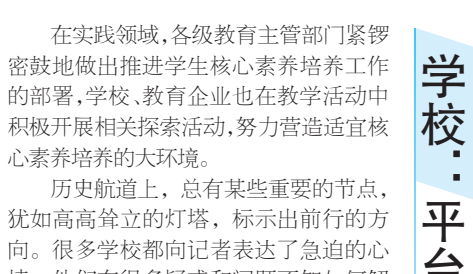 在实践领域,各级教育主管部门紧锣
密鼓地做出推进学生核心素养培养工作
的部署,学校、教育企业也在教学活动中
积极开展相关探索活动,努力营造适宜核
心素养培养的大环境。
历史航道上，总有某些重要的节点，
犹如高高耸立的灯塔，标示出前行的方
向。很多学校都向记者表达了急迫的心
学校：平台